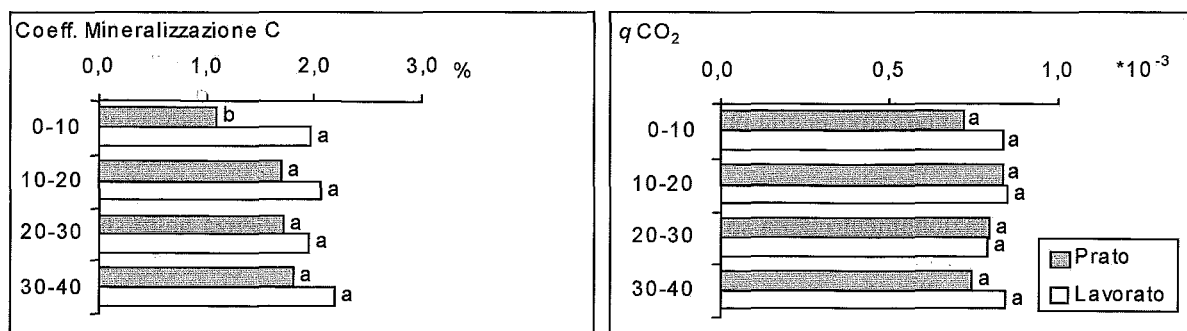 Coeff. Mineralizzazione C
0,0 1,0 2,0 3,0 %
0-10 b
a
10-20 a
a
20-30 a
a
30-40 a
a
q CO₂
0,0 0,5 1,0 *10⁻³
0-10 a
a
10-20 a
a
20-30 a
a
30-40 a
a
Prato
Lavorato